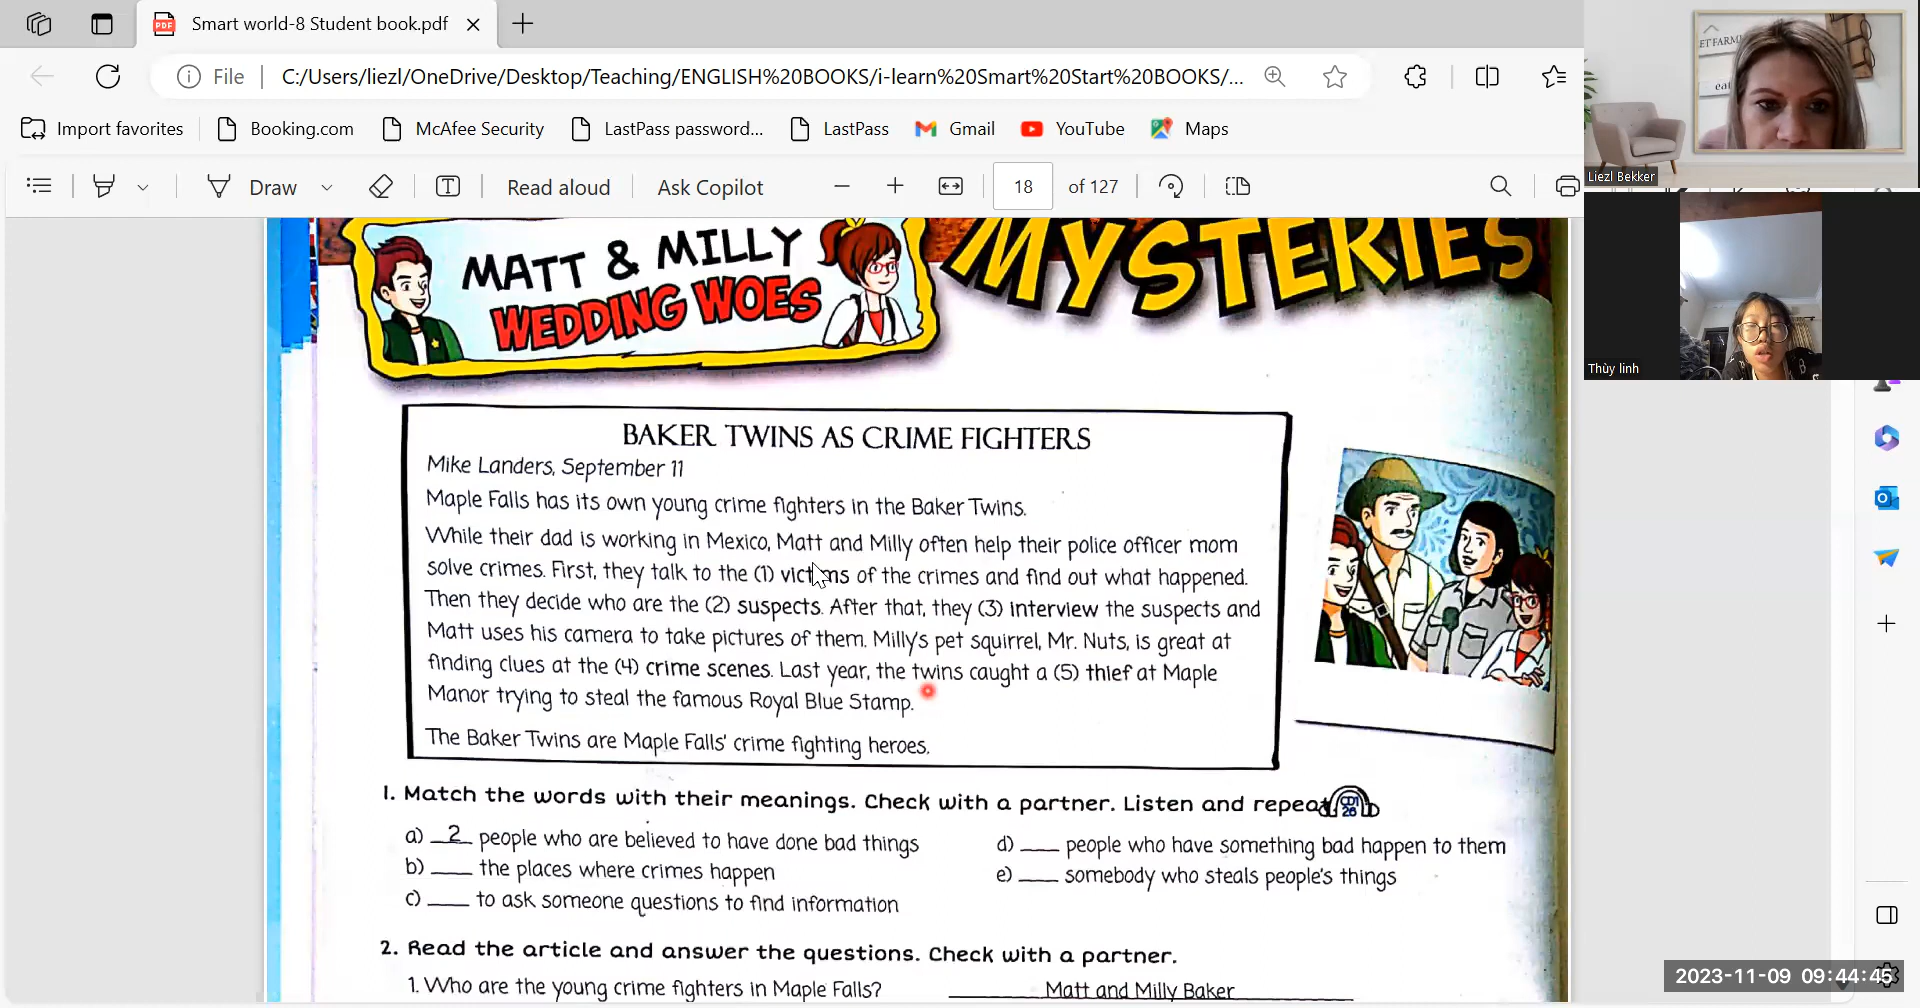 Smart world-8 Student book.pdf
File
C:/Users/liezl/OneDrive/Desktop/Teaching/ENGLISH%20BOOKS/i-learn%20Smart%20Start%20BOOKS/...
Import favorites
Booking.com
McAfee Security
LastPass password...
LastPass
Gmail
YouTube
Maps
Draw
Read aloud
Ask Copilot
18
of 127
Liezl Bekker
Thùy linh
MATT & MILLY
WEDDING WOES
MYSTERIES
BAKER TWINS AS CRIME FIGHTERS
Mike Landers, September 11
Maple Falls has its own young crime fighters in the Baker Twins.
While their dad is working in Mexico, Matt and Milly often help their police officer mom
solve crimes. First, they talk to the (1) victims of the crimes and find out what happened.
Then they decide who are the (2) suspects. After that, they (3) interview the suspects and
Matt uses his camera to take pictures of them. Milly's pet squirrel, Mr. Nuts, is great at
finding clues at the (4) crime scenes. Last year, the twins caught a (5) thief at Maple
Manor trying to steal the famous Royal Blue Stamp.
The Baker Twins are Maple Falls' crime fighting heroes.
1. Match the words with their meanings. Check with a partner. Listen and repeat.
CD1
26
a) 2 people who are believed to have done bad things
b) ___ the places where crimes happen
c) ___ to ask someone questions to find information
d) ___ people who have something bad happen to them
e) ___ somebody who steals people's things
2. Read the article and answer the questions. Check with a partner.
1. Who are the young crime fighters in Maple Falls? Matt and Milly Baker
2023-11-09 09:44:45